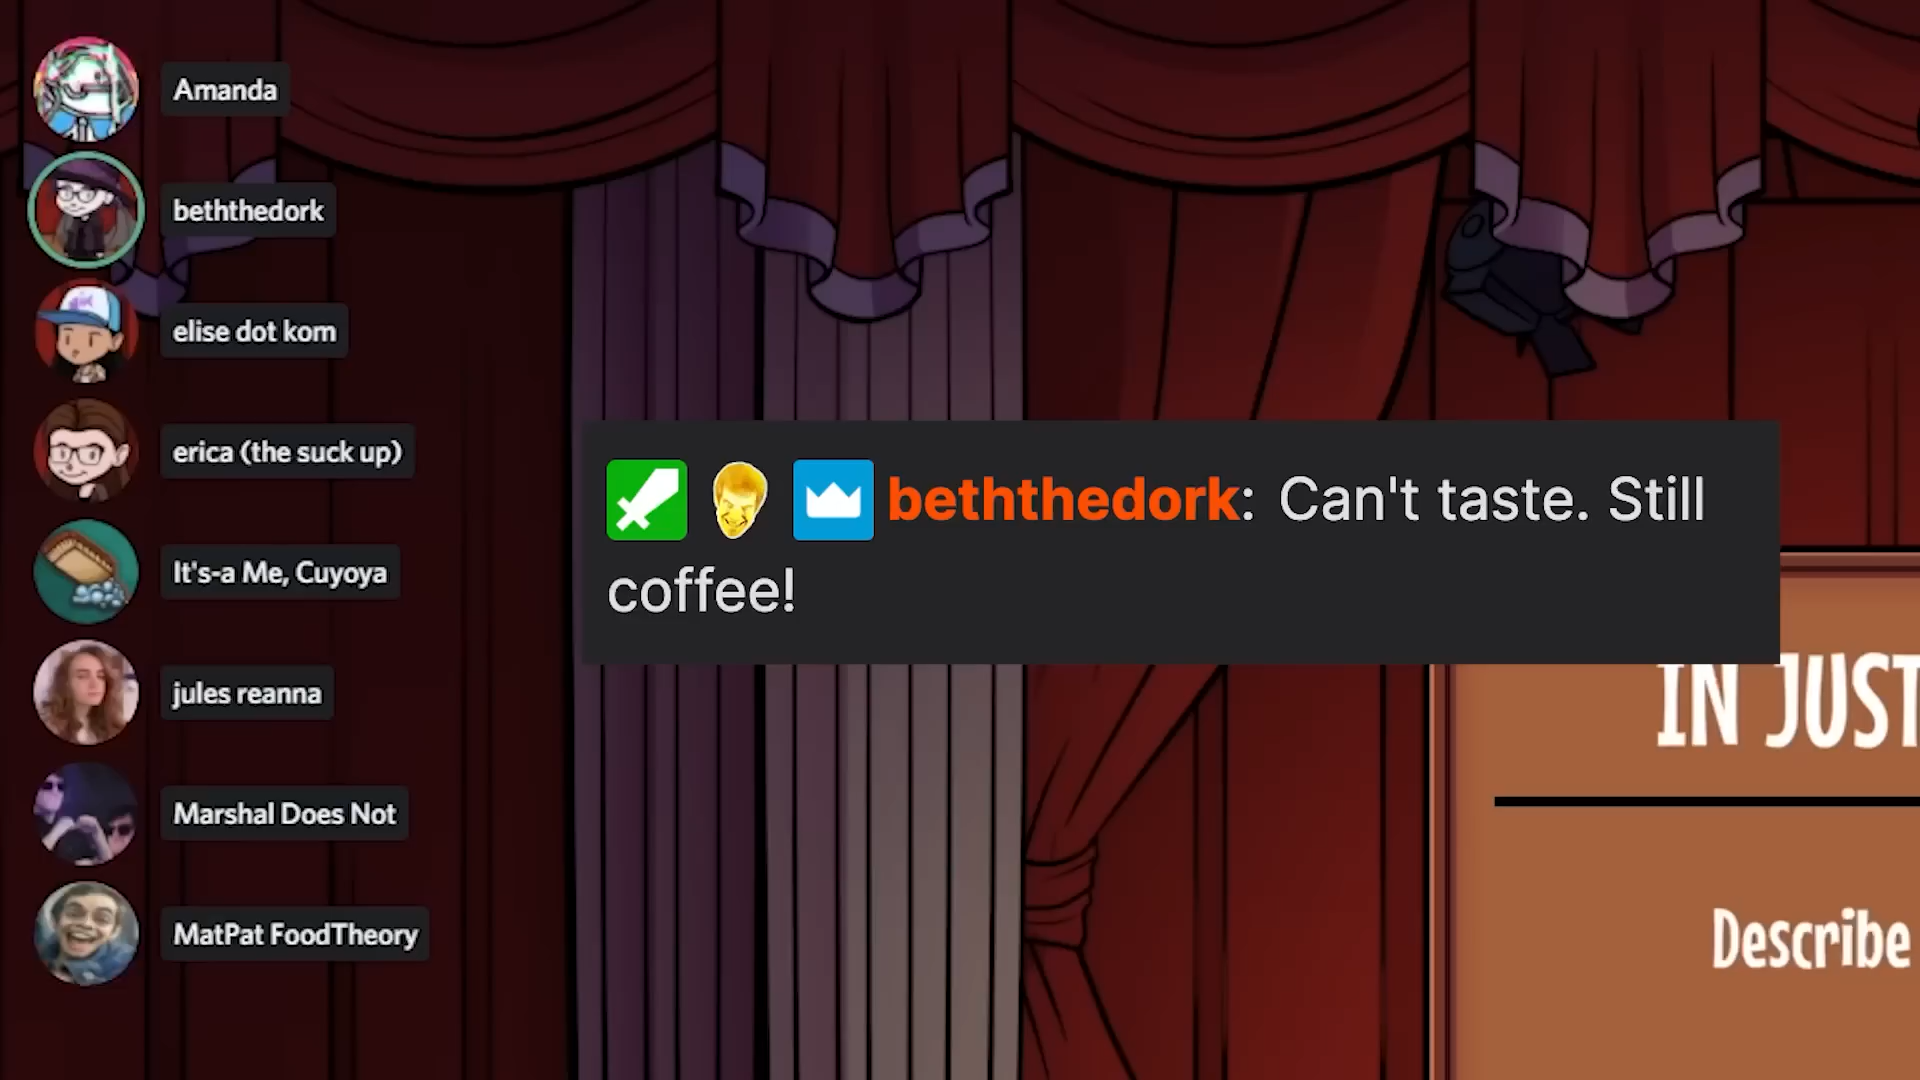 Amanda
beththedork
elise dot kom
erica (the suck up)
It's-a Me, Cuyoya
jules reanna
Marshal Does Not
MatPat FoodTheory
beththedork: Can't taste. Still
coffee!
IN JUST
Describe